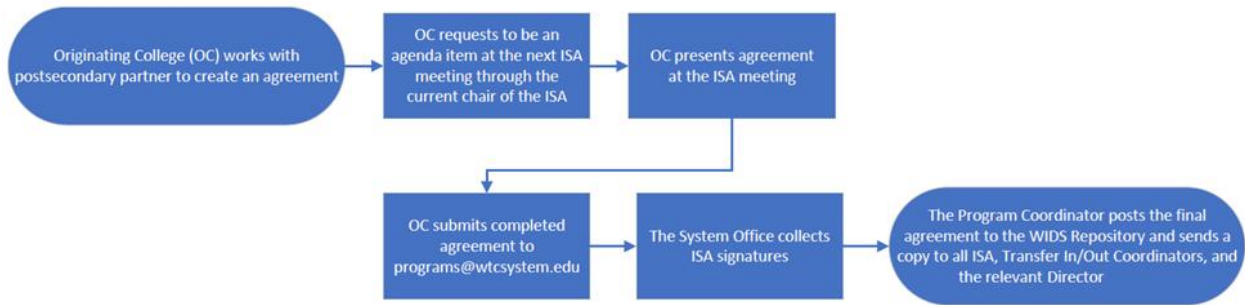 Originating College (OC) works with
postsecondary partner to create an agreement
OC requests to be an
agenda item at the next ISA
meeting through the
current chair of the ISA
OC presents agreement
at the ISA meeting
OC submits completed
agreement to
programs@wtcsystem.edu
The System Office collects
ISA signatures
The Program Coordinator posts the final
agreement to the WIDS Repository and sends a
copy to all ISA, Transfer In/Out Coordinators, and
the relevant Director